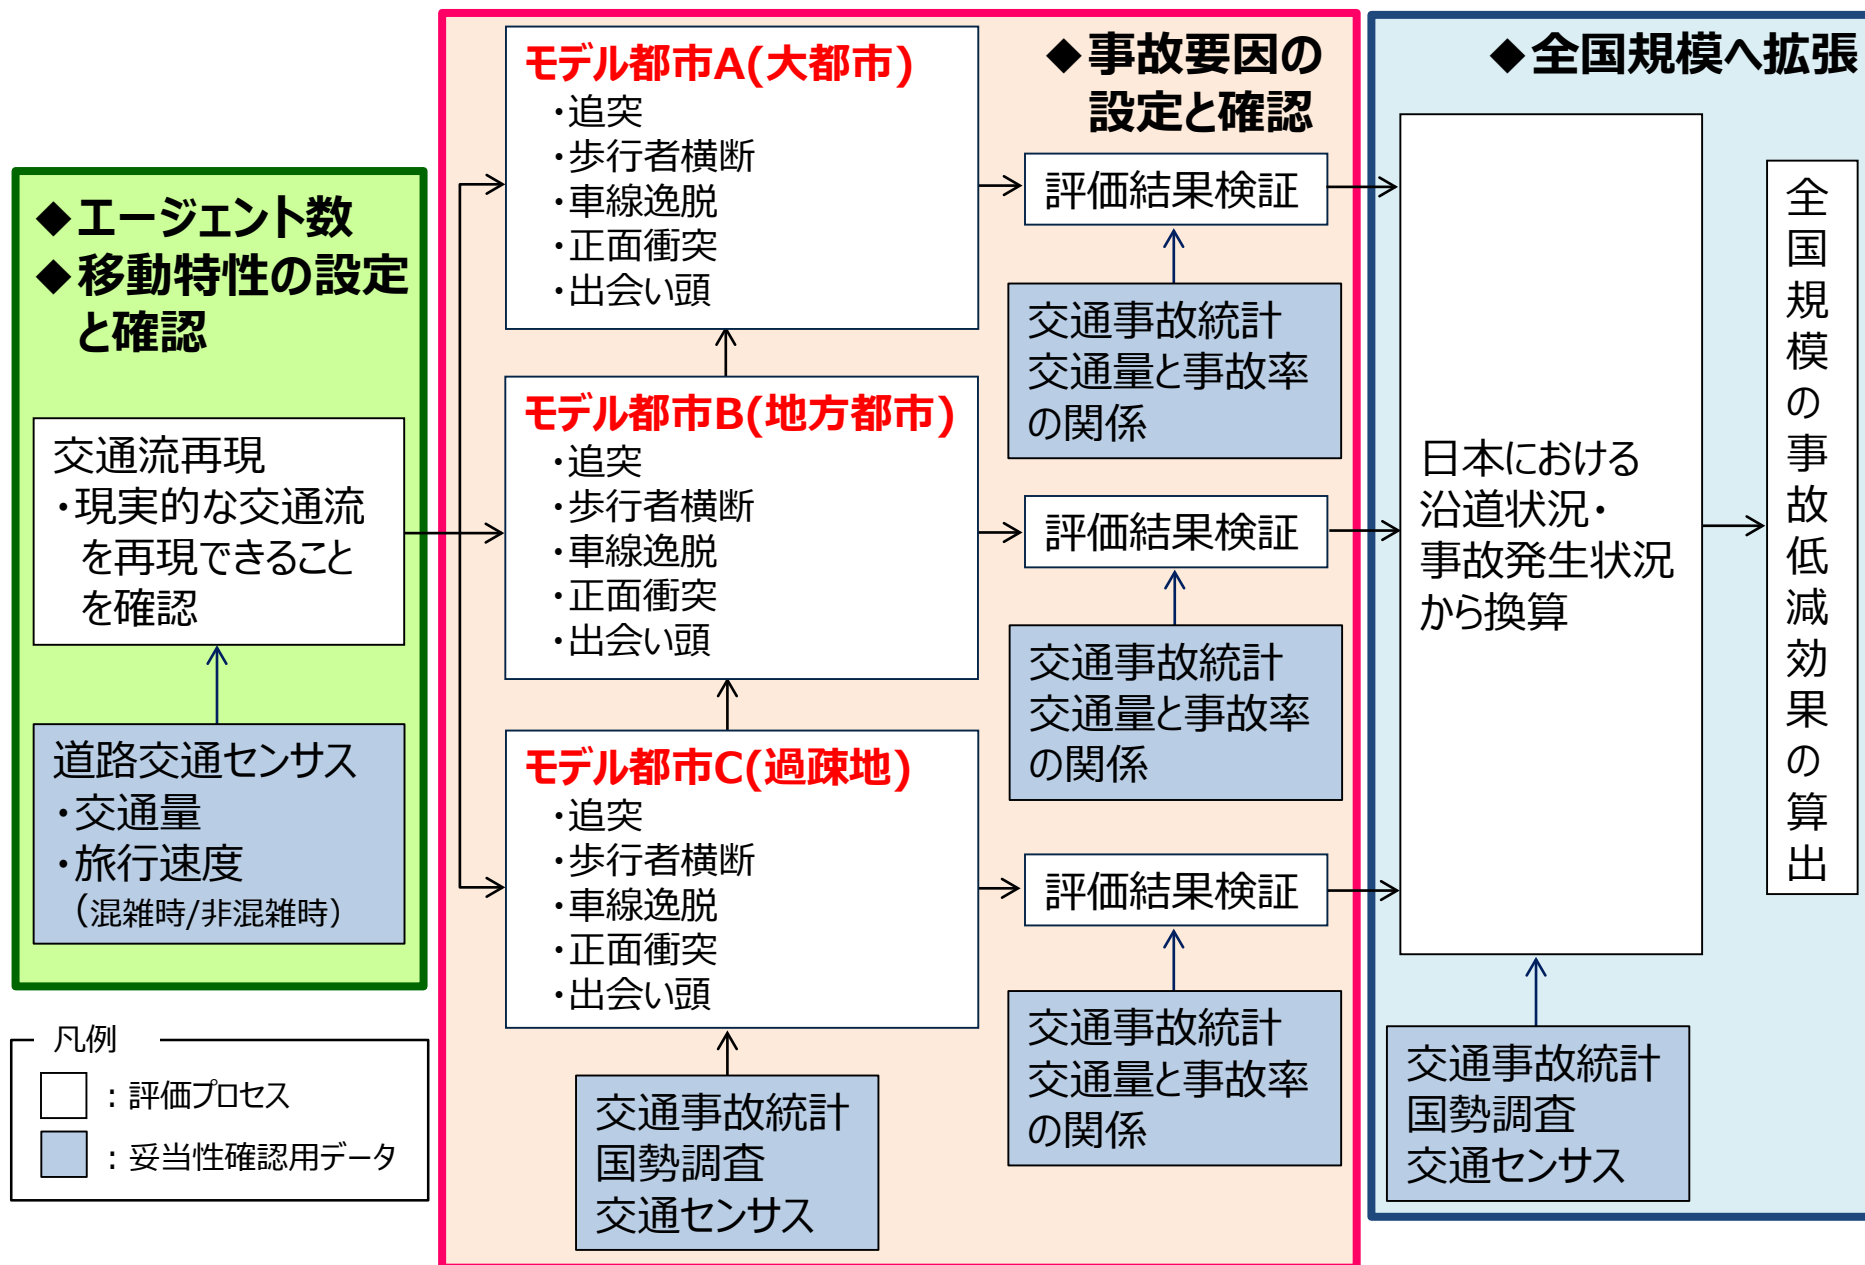 ◆エージェント数
◆移動特性の設定
と確認
交通流再現
・現実的な交通流
を再現できること
を確認
道路交通センサス
・交通量
・旅行速度
（混雑時/非混雑時）
凡例
：評価プロセス
：妥当性確認用データ
◆事故要因の
設定と確認
モデル都市A(大都市)
・追突
・歩行者横断
・車線逸脱
・正面衝突
・出会い頭
モデル都市B(地方都市)
・追突
・歩行者横断
・車線逸脱
・正面衝突
・出会い頭
モデル都市C(過疎地)
・追突
・歩行者横断
・車線逸脱
・正面衝突
・出会い頭
交通事故統計
国勢調査
交通センサス
評価結果検証
交通事故統計
交通量と事故率
の関係
評価結果検証
交通事故統計
交通量と事故率
の関係
評価結果検証
交通事故統計
交通量と事故率
の関係
◆全国規模へ拡張
日本における
沿道状況・
事故発生状況
から換算
交通事故統計
国勢調査
交通センサス
全国規模の事故低減効果の算出